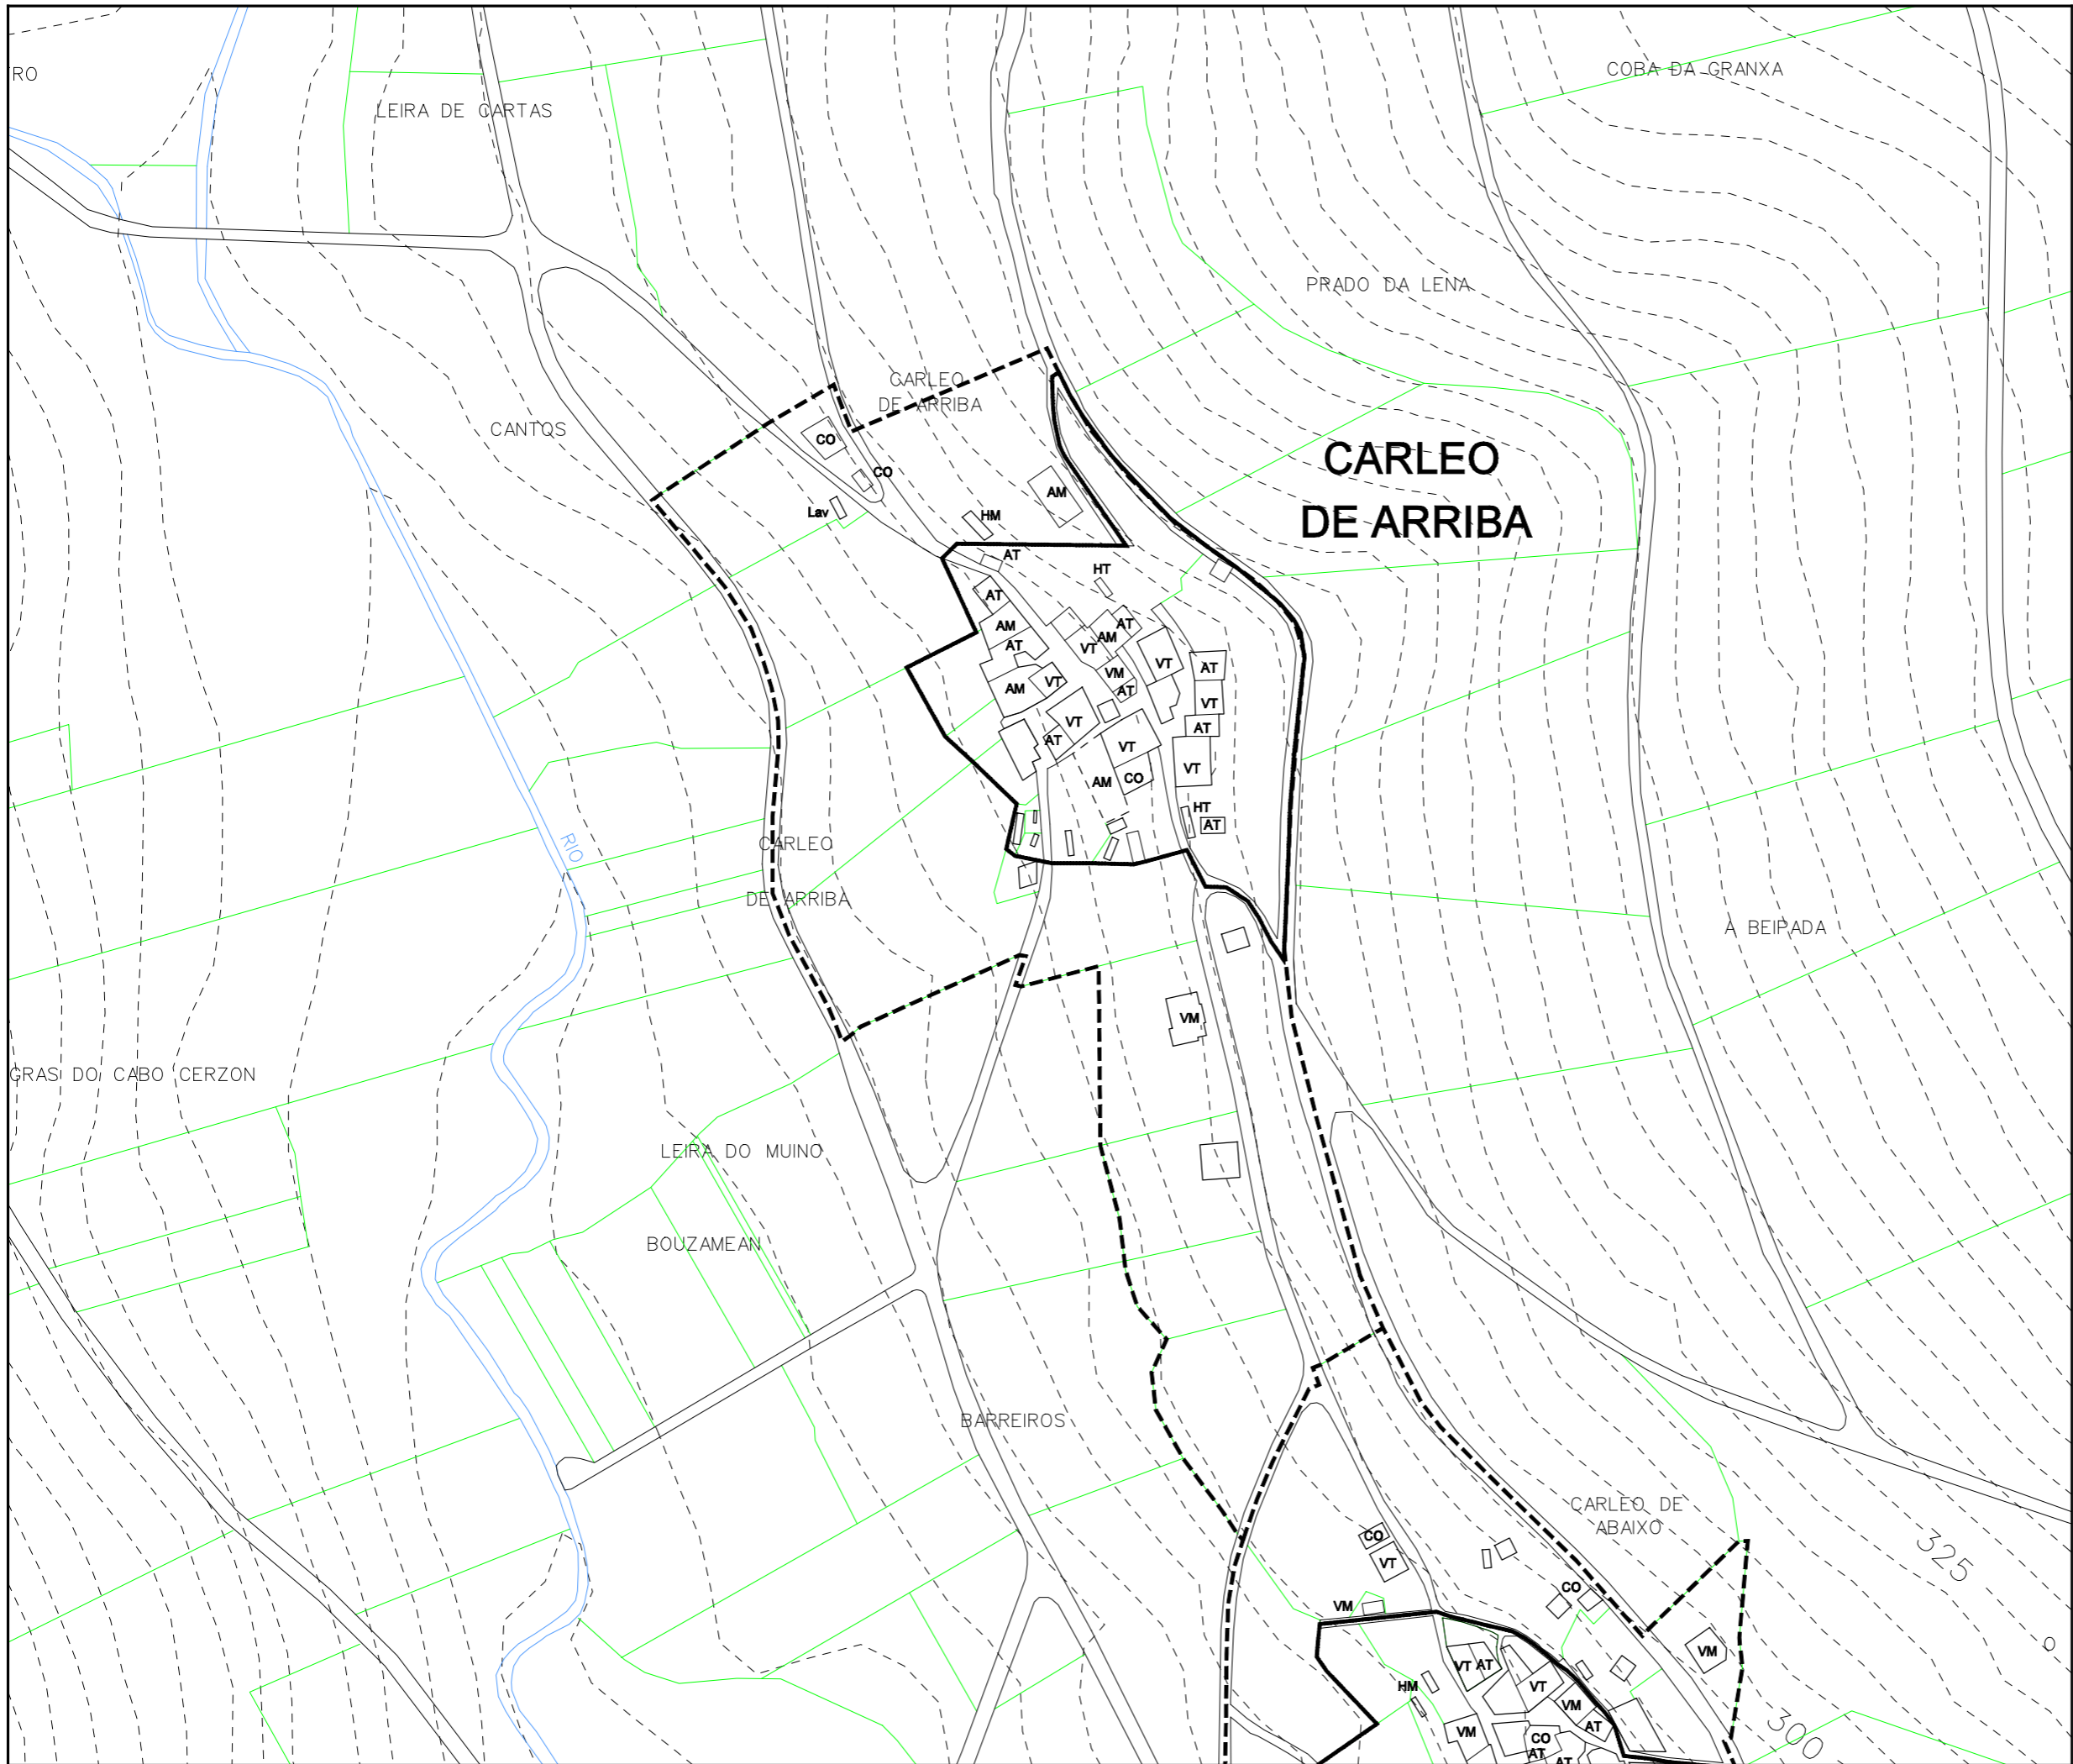 RO
COBA DA GRANXA
LEIRA DE CARTAS
PRADO DA LENA
CARLEO
DE ARRIBA
CANTOS
CO
CO
CARLEO
DE ARRIBA
AM
Lav
HM
AT
HT
AT
AM
AT
AT
AM
VT
VT
AT
VM
AT
AM
VT
VT
VT
AT
AT
VT
VT
AM
CO
HT
AT
RIO
CARLEO
DE ARRIBA
A BEIPADA
VM
GRAS DO CABO CERZON
LEIRA DO MUINO
BOUZAMEAN
BARREIROS
CARLEO DE
ABAIXO
325
CO
VT
CO
VM
VM
VT
AT
HM
VT
VM
AT
VM
CO
AT
AT
300